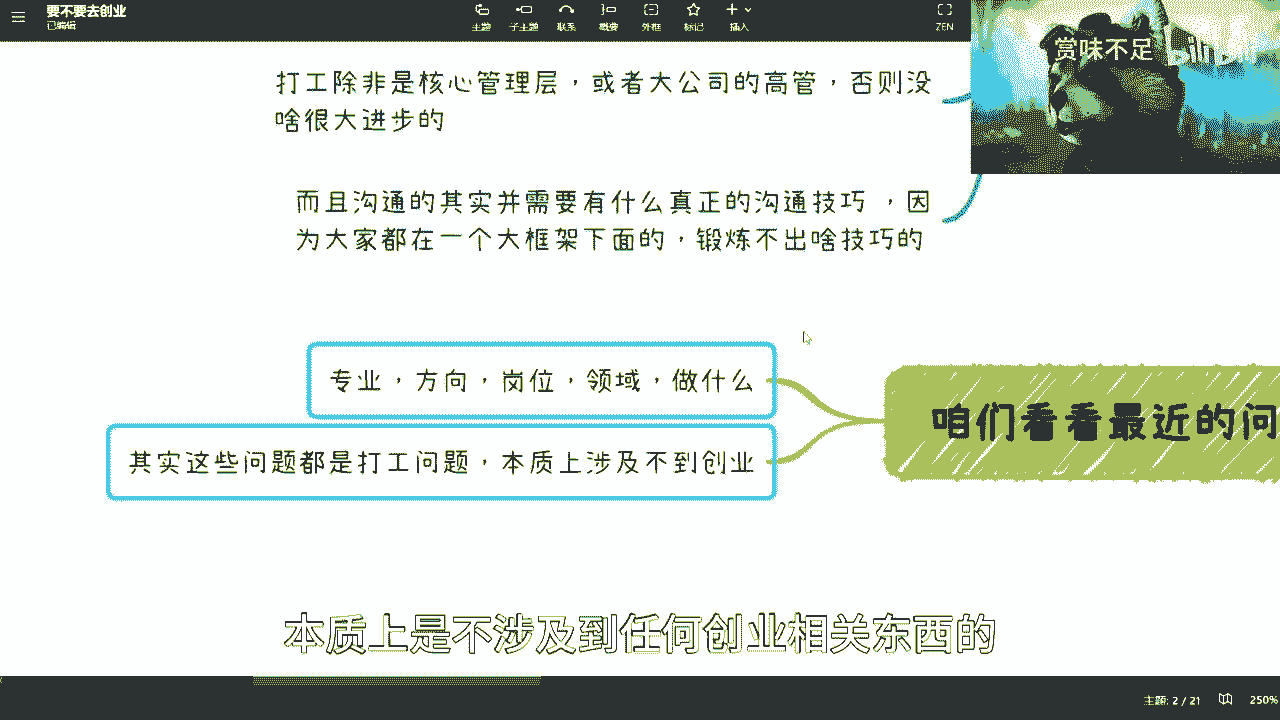 要不要去创业
已编辑
主题
子主题
联系
概要
外框
标记
插入
ZEN
赏味不足
打工除非是核心管理层，或者大公司的高管，否则没
啥很大进步的
而且沟通的其实并需要有什么真正的沟通技巧 ，因
为大家都在一个大框架下面的，锻炼不出啥技巧的
专业，方向，岗位，领域，做什么
咱们看看最近的问
其实这些问题都是打工问题，本质上涉及不到创业
本质上是不涉及到任何创业相关东西的
主题: 2 / 21
250%